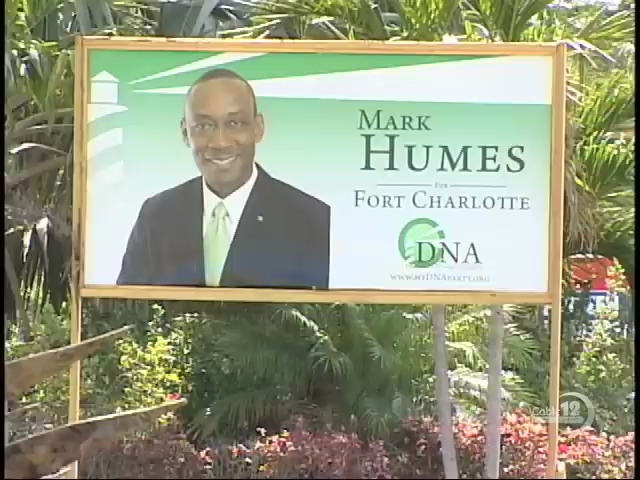 MARK
HUMES
FOR
FORT CHARLOTTE
DNA
WWW.MYDNAPARTY.ORG
Cable 12